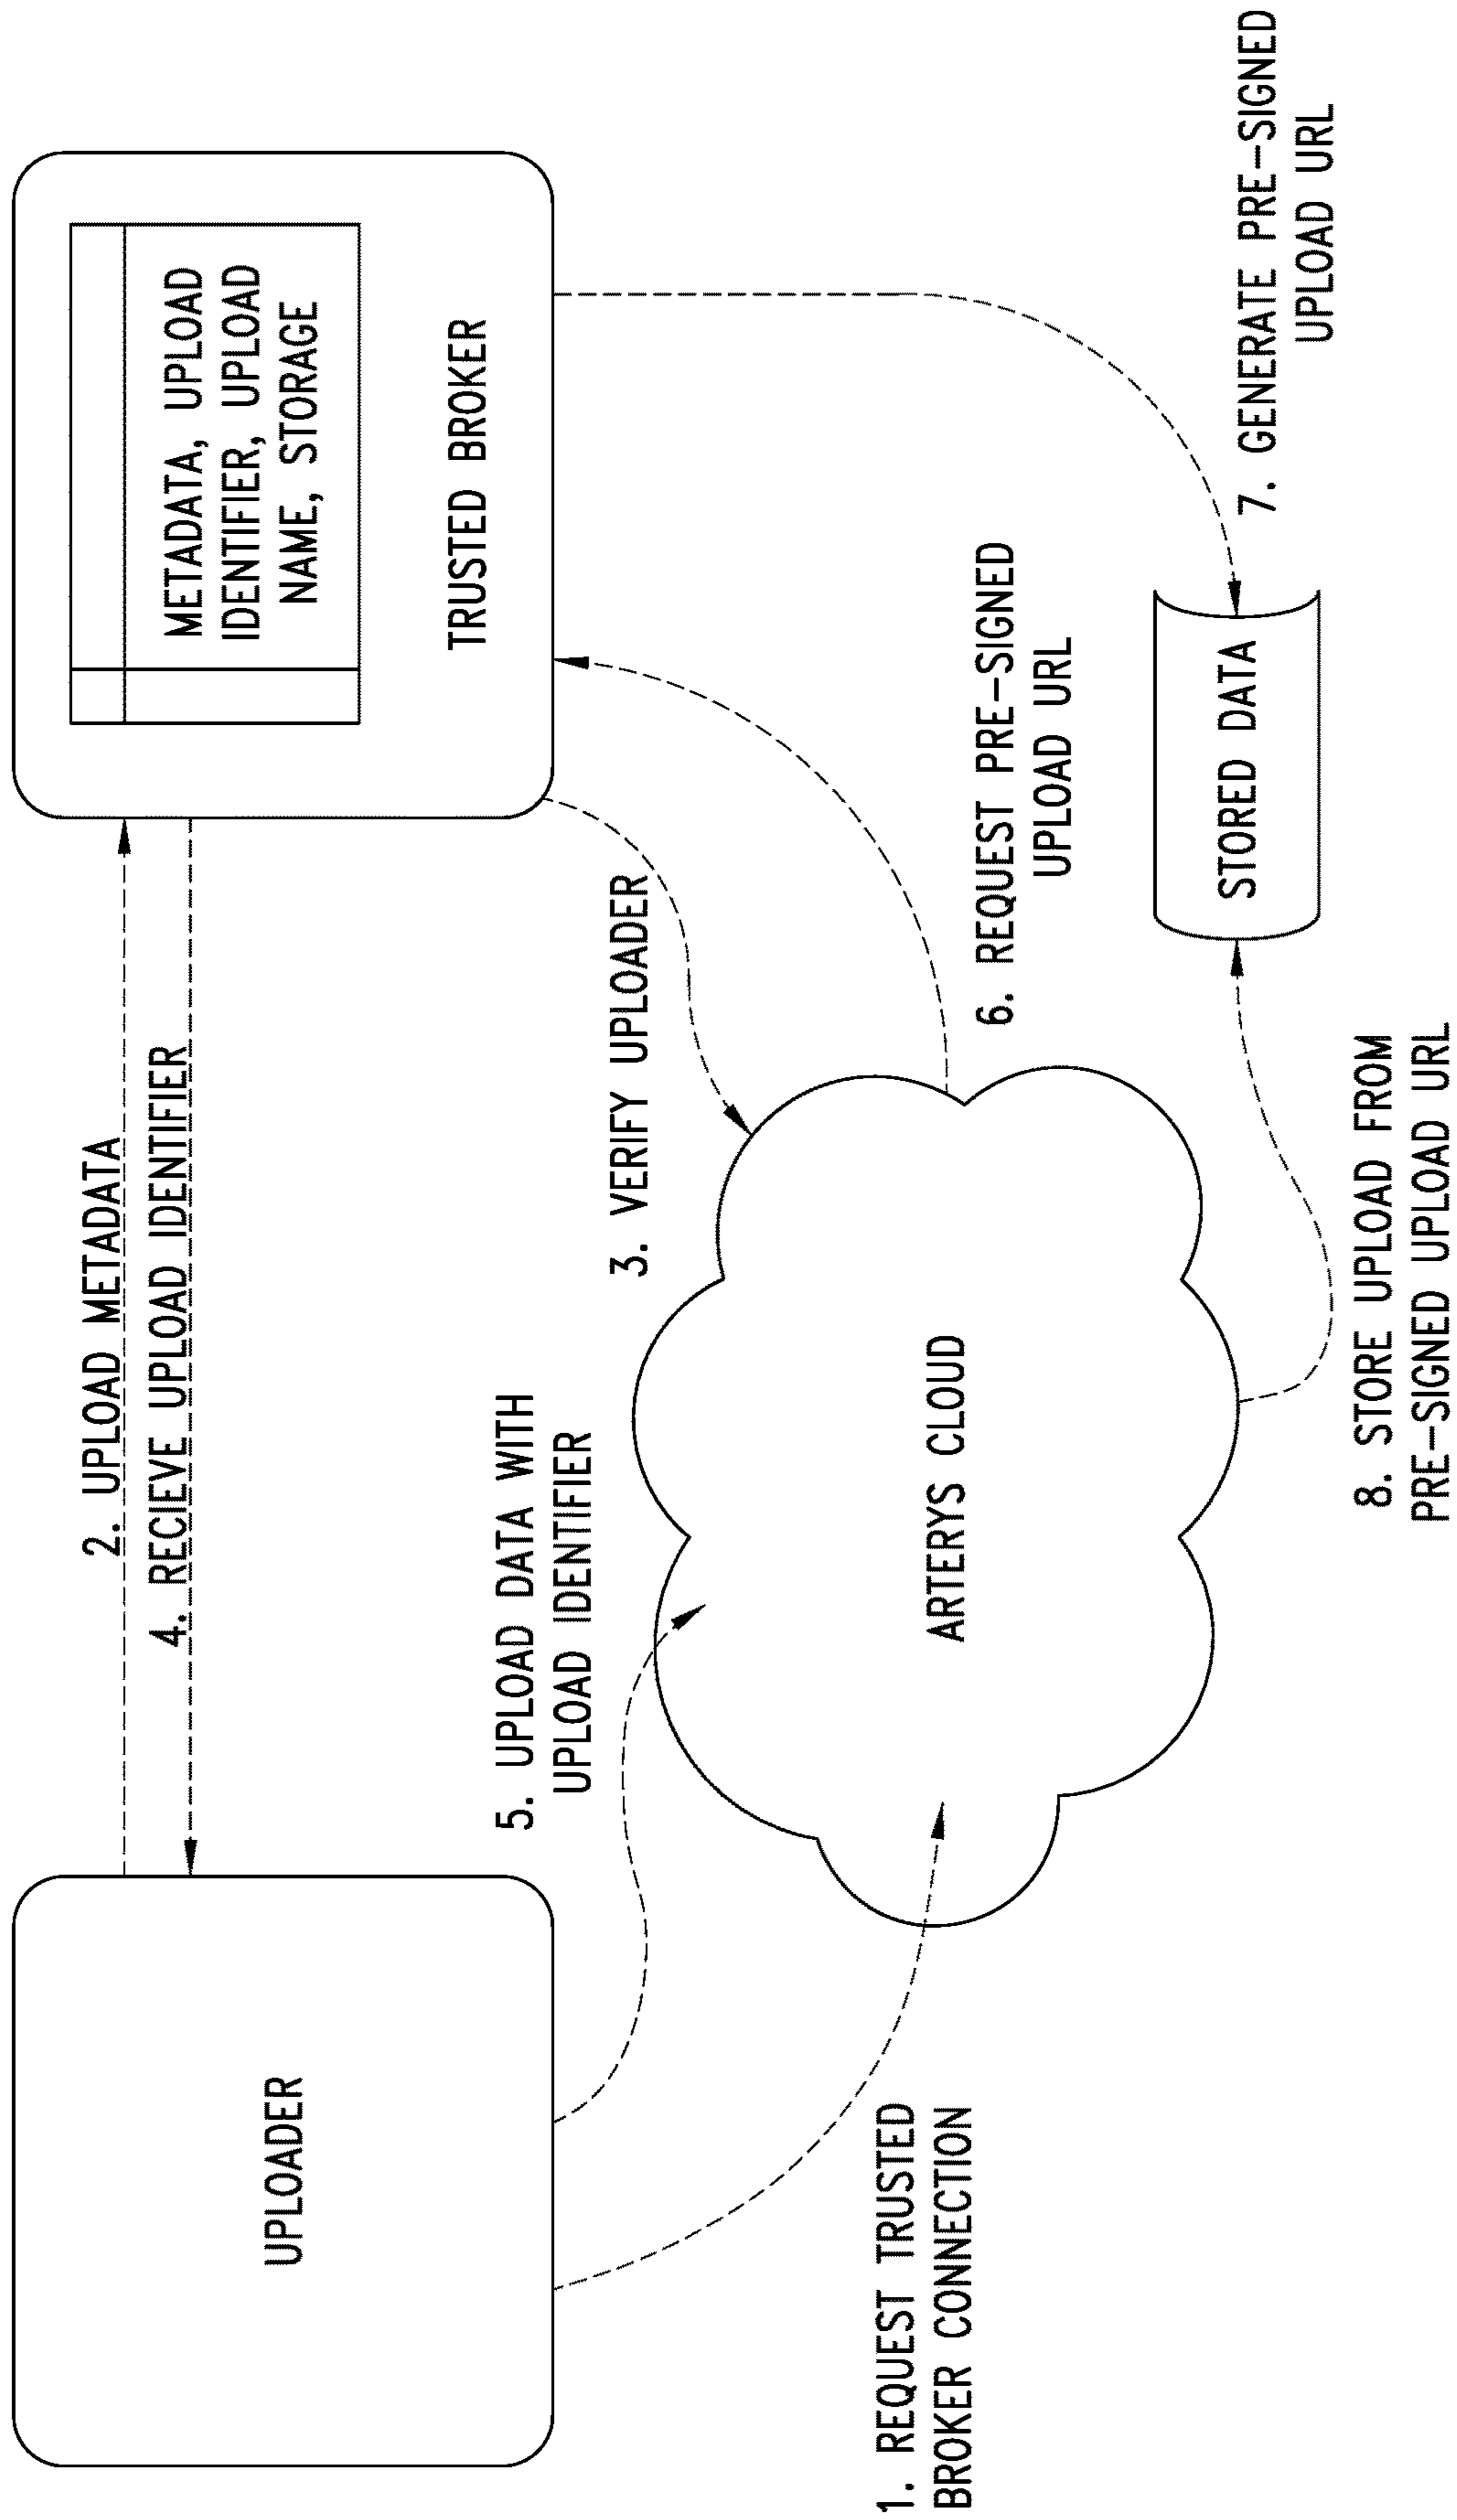 UPLOADER
2. UPLOAD METADATA
4. RECIEVE UPLOAD IDENTIFIER
METADATA, UPLOAD
IDENTIFIER, UPLOAD
NAME, STORAGE
TRUSTED BROKER
5. UPLOAD DATA WITH
UPLOAD IDENTIFIER
3. VERIFY UPLOADER
1. REQUEST TRUSTED
BROKER CONNECTION
ARTERYS CLOUD
6. REQUEST PRE-SIGNED
UPLOAD URL
STORED DATA
7. GENERATE PRE-SIGNED
UPLOAD URL
8. STORE UPLOAD FROM
PRE-SIGNED UPLOAD URL